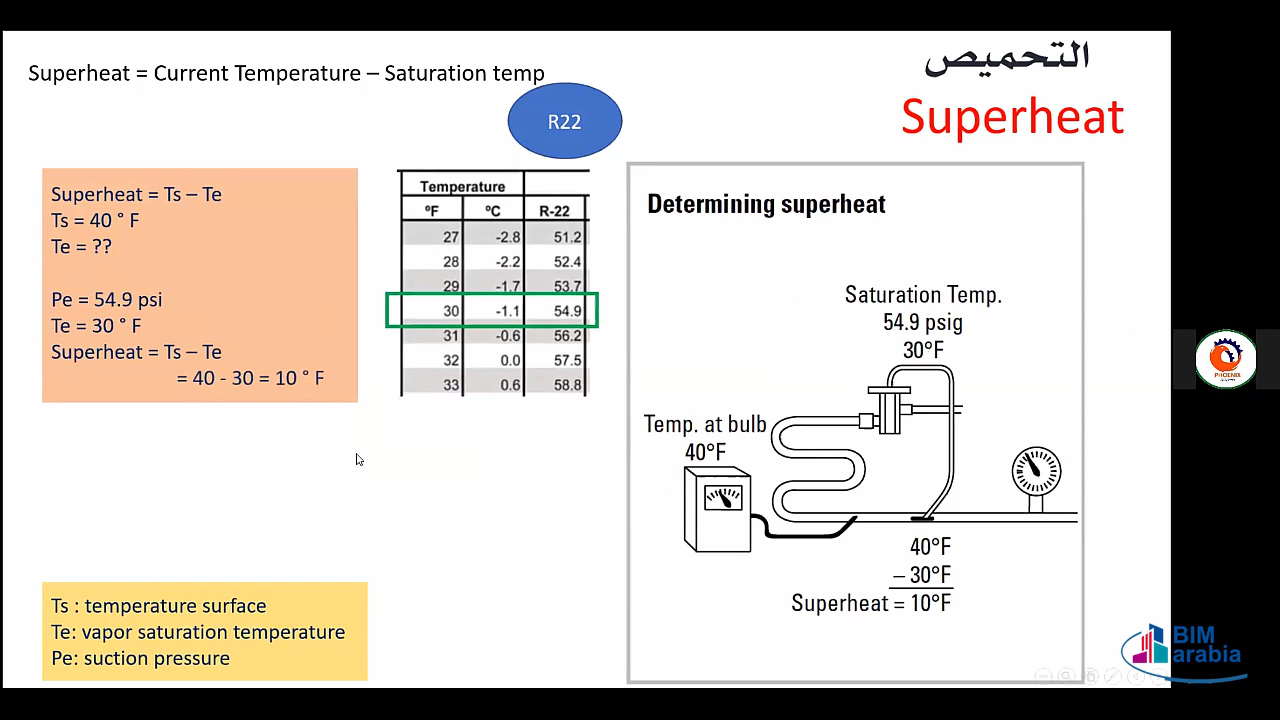 التحميص
Superheat = Current Temperature – Saturation temp
Superheat
R22
Superheat = Ts – Te
Ts = 40 ° F
Te = ??
Pe = 54.9 psi
Te = 30 ° F
Superheat = Ts – Te
= 40 - 30 = 10 ° F
Temperature
ºF ºC R-22
27 -2.8 51.2
28 -2.2 52.4
29 -1.7 53.7
30 -1.1 54.9
31 -0.6 56.2
32 0.0 57.5
33 0.6 58.8
Determining superheat
Saturation Temp.
54.9 psig
30°F
Temp. at bulb
40°F
40°F
– 30°F
Superheat = 10°F
Ts : temperature surface
Te: vapor saturation temperature
Pe: suction pressure
PHOENIX
BIM
arabia